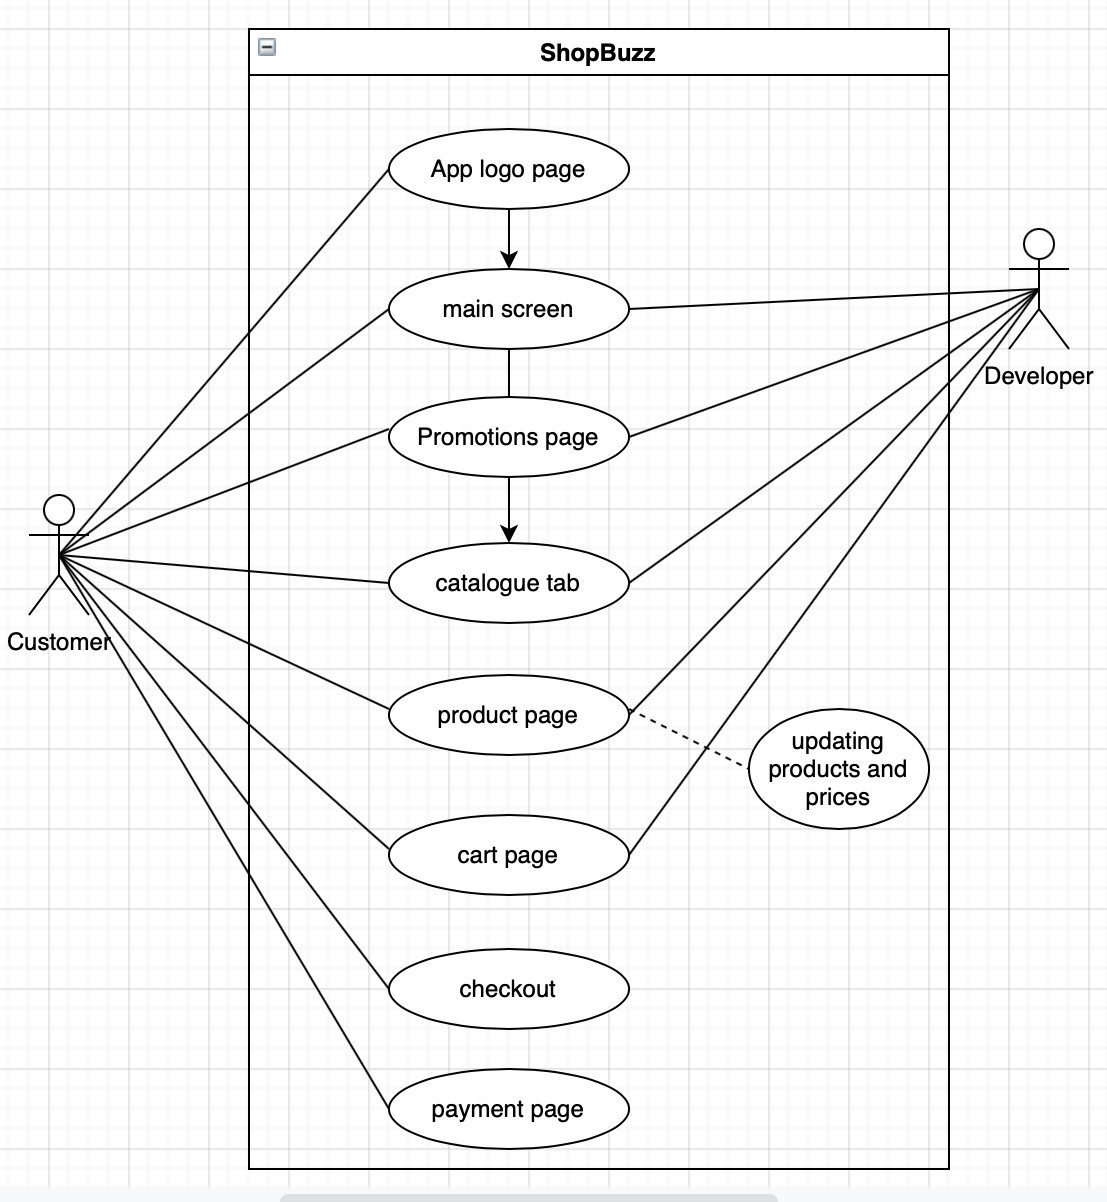 ShopBuzz
App logo page
main screen
Developer
Promotions page
catalogue tab
Customer
product page
updating
products and
prices
cart page
checkout
payment page